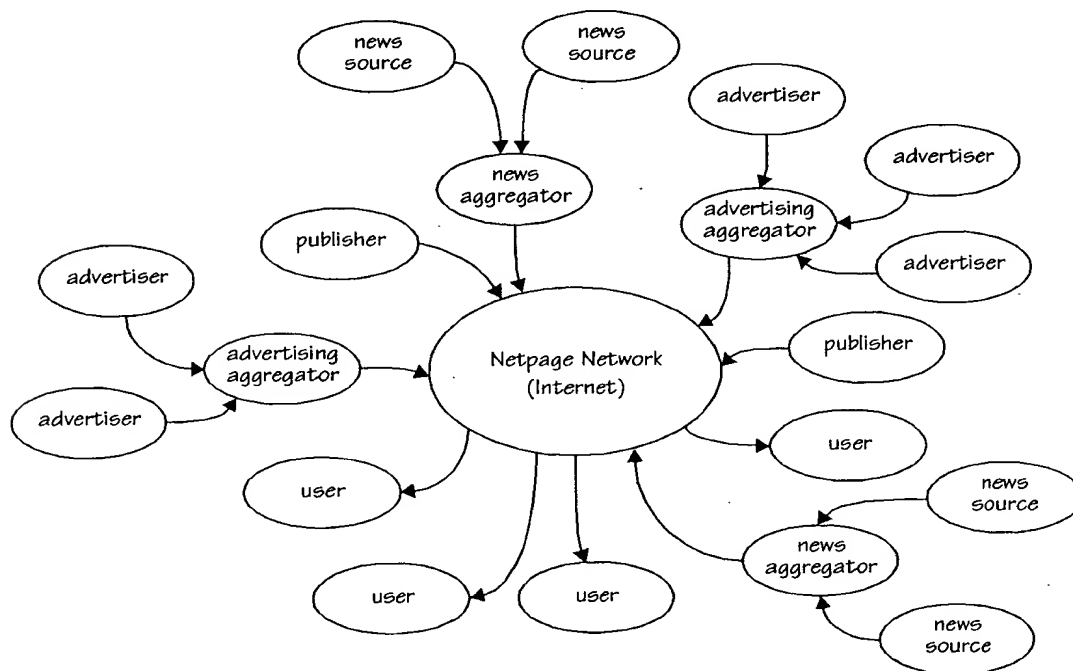 news
source
news
source
advertiser
advertiser
news
aggregator
advertising
aggregator
publisher
advertiser
advertiser
publisher
Netpage Network
(Internet)
advertising
aggregator
advertiser
user
user
news
source
news
aggregator
user
user
news
source